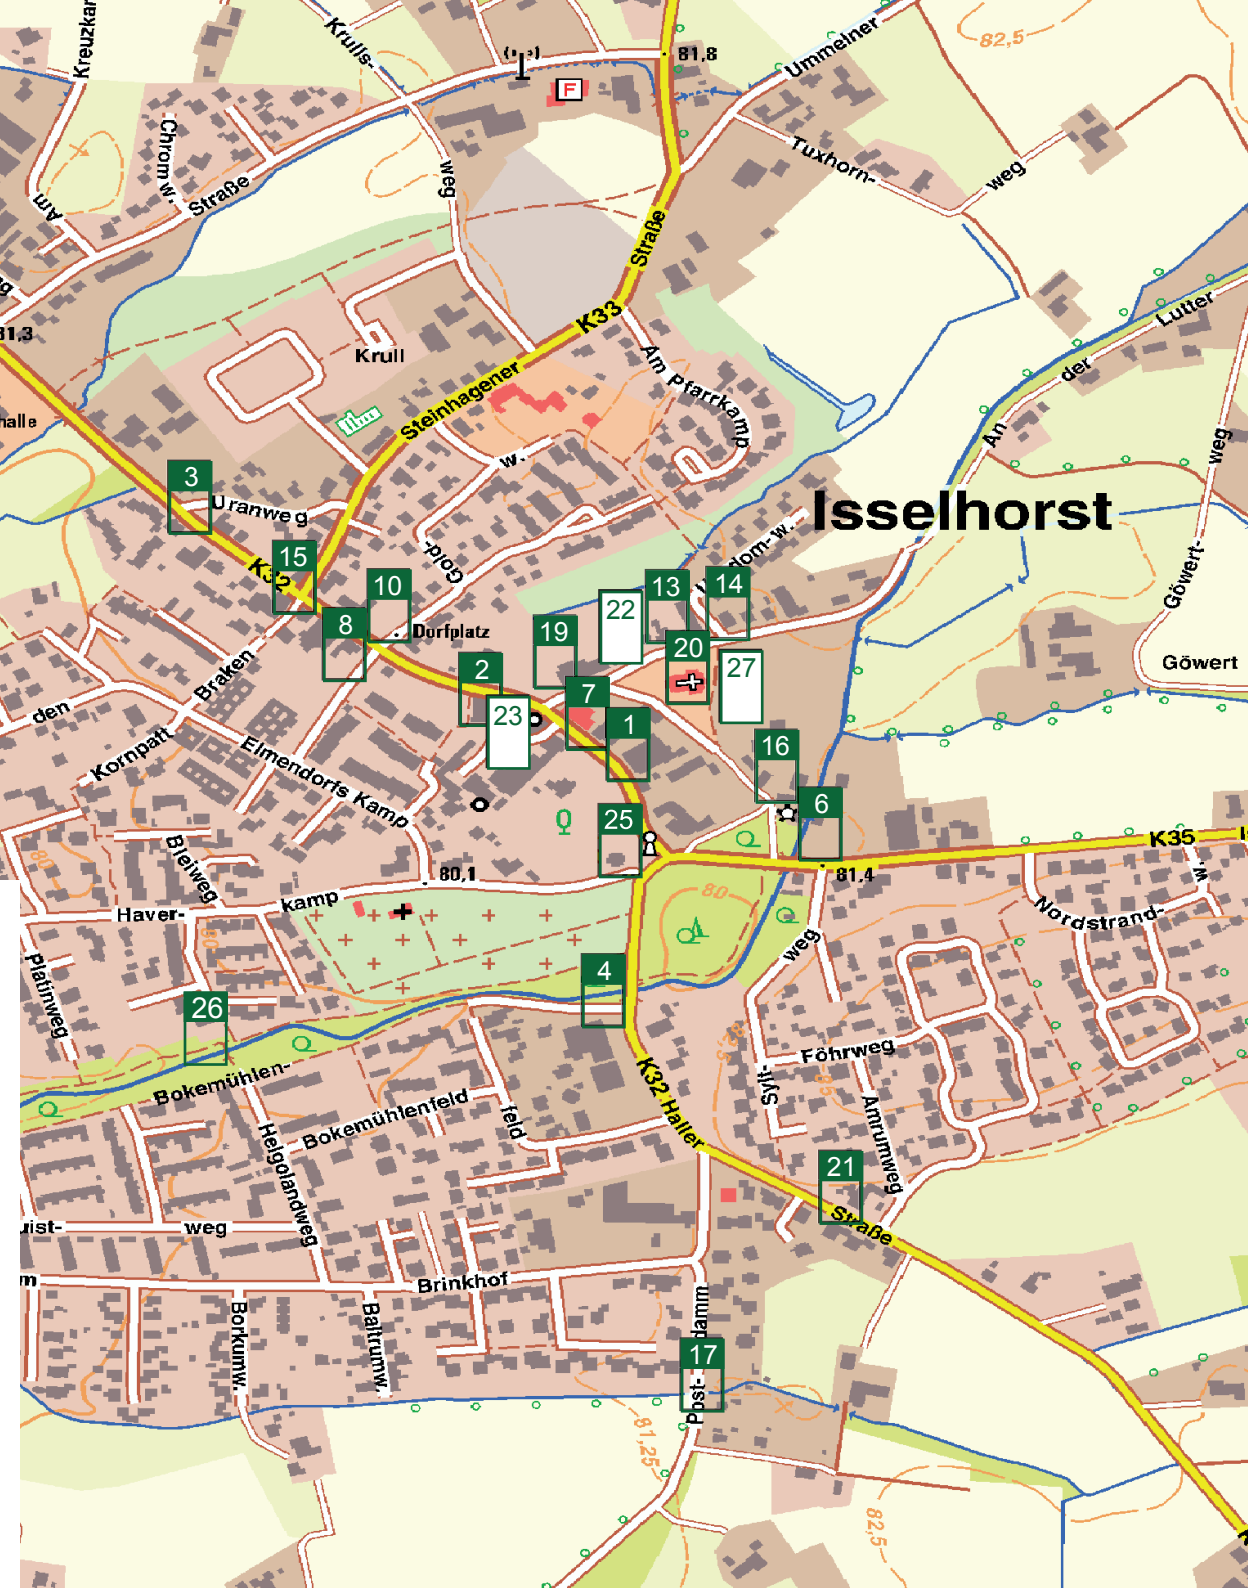 Kreuzkar
Krulls-
81,8
Ummelner
82,5
F
Chrom w.
Straße
weg
Tuxhorn-
weg
Am
Straße
K33
81,3
Krull
Am Pfarrkamp
Lutter
der
An
halle
Steinhagener
w.
weg
3
Uranweg
Isselhorst
K32
15
Gold-
dom-w.
Göwert-
10
8
Dorfplatz
22
13
14
19
20
27
2
7
23
1
Göwert
Braken
den
Kornpatt
Elmendorfs Kamp
16
6
25
K35
Is
80
Bleiweg
80,1
81,4
W.
80
kamp
Haver-
Nordstrand-
weg
80
Platinweg
4
26
Föhrweg
Bokemühlen-
Sylt-
K32 Haller
Bokemühlenfeld
feld
Amrumweg
Helgolandweg
21
uist-
weg
Straße
m
Brinkhof
Borkumw.
Baltrumw.
damm
17
Post-
81,25
82,5
K